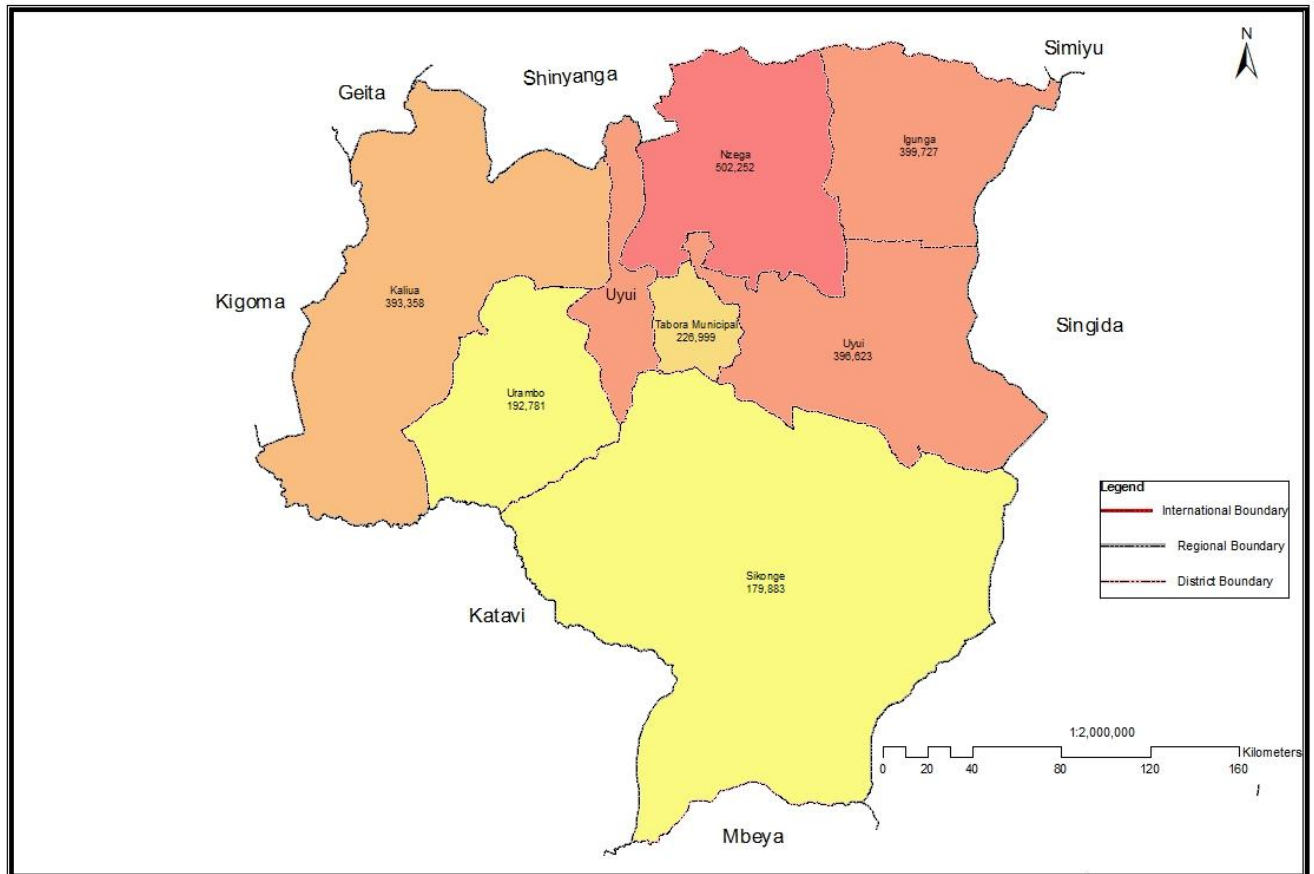 N
Simiyu
Shinyanga
Geita
Igunga
399,727
Nzega
502,252
Kaliua
393,358
Kigoma
Uyui
Tabora Municipal
226,999
Singida
Uyui
396,623
Urambo
192,781
Legend
International Boundary
Regional Boundary
District Boundary
Sikonge
179,883
Katavi
1:2,000,000
Kilometers
0 20 40 80 120 160
Mbeya